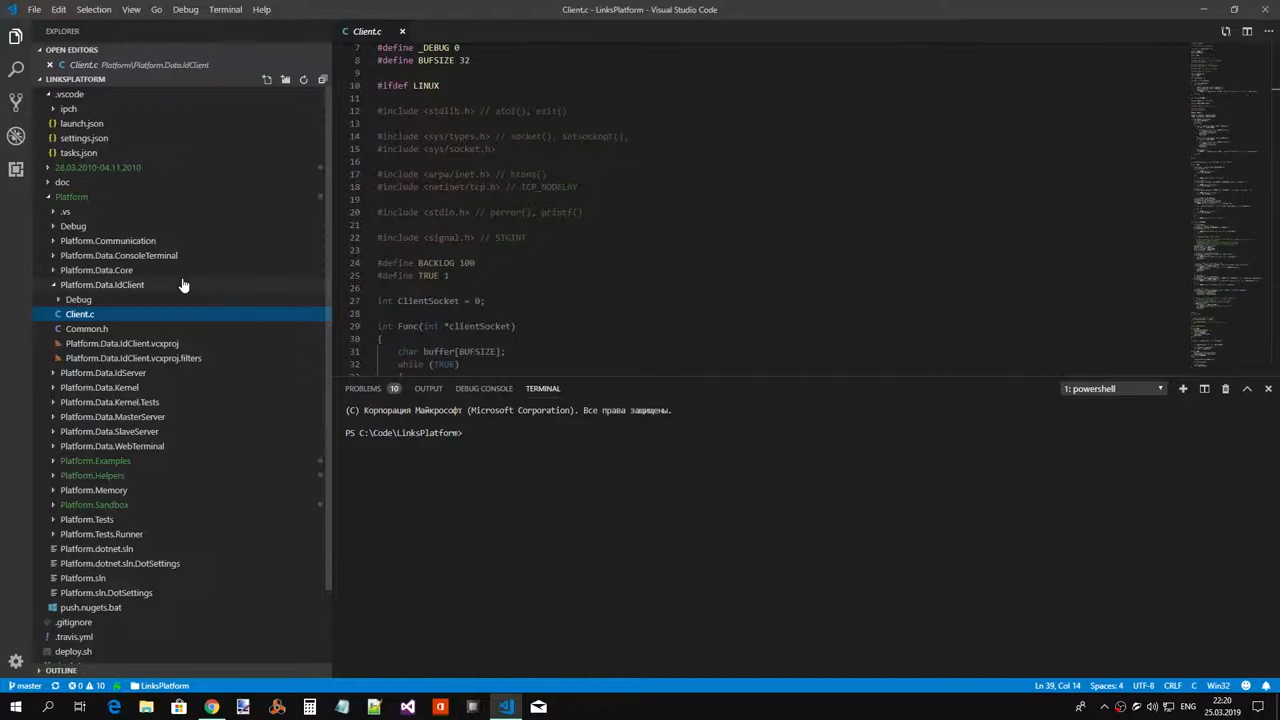 File Edit Selection View Go Debug Terminal Help
Client.c - LinksPlatform - Visual Studio Code
EXPLORER
OPEN EDITORS
Client.c Platform\Platform.Data.IdClient
LINKSPLATFORM
.vscode
ipch
launch.json
settings.json
tasks.json
28.03.2010-04.11.2010
doc
Platform
.vs
Debug
Platform.Communication
Platform.Data.ConsoleTerminal
Platform.Data.Core
Platform.Data.IdClient
Debug
C Client.c
C Common.h
Platform.Data.IdClient.vcxproj
Platform.Data.IdClient.vcxproj.filters
Platform.Data.IdServer
Platform.Data.Kernel
Platform.Data.Kernel.Tests
Platform.Data.MasterServer
Platform.Data.SlaveServer
Platform.Data.WebTerminal
Platform.Examples
Platform.Helpers
Platform.Memory
Platform.Sandbox
Platform.Tests
Platform.Tests.Runner
Platform.dotnet.sln
Platform.dotnet.sln.DotSettings
Platform.sln
Platform.sln.DotSettings
push.nugets.bat
.gitignore
.travis.yml
deploy.sh
OUTLINE
C Client.c
7 #define _DEBUG 0
8 #define BUFSIZE 32
9
10 #ifdef LINUX
11
12 #include <stdlib.h> // atoi(), exit()
13
14 #include <sys/types.h> // socket(), setsockopt(),
15 #include <sys/socket.h>
16
17 #include <arpa/inet.h> // htons()
18 #include <netinet/tcp.h> // TCP_NODELAY
19
20 #include <stdio.h> // perror(), printf()
21
22 #include <signal.h> // SIGINT
23
24 #define BACKLOG 100
25 #define TRUE 1
26
27 int ClientSocket = 0;
28
29 int Func(int *clientSocket)
30 {
31 char buffer[BUFSIZE];
32 while (TRUE)
33
PROBLEMS 10 OUTPUT DEBUG CONSOLE TERMINAL
1: powershell
(C) Корпорация Майкрософт (Microsoft Corporation). Все права защищены.
PS C:\Code\LinksPlatform>
master 0 10 LinksPlatform
Ln 39, Col 14 Spaces: 4 UTF-8 CRLF C Win32
ENG
22:20
25.03.2019